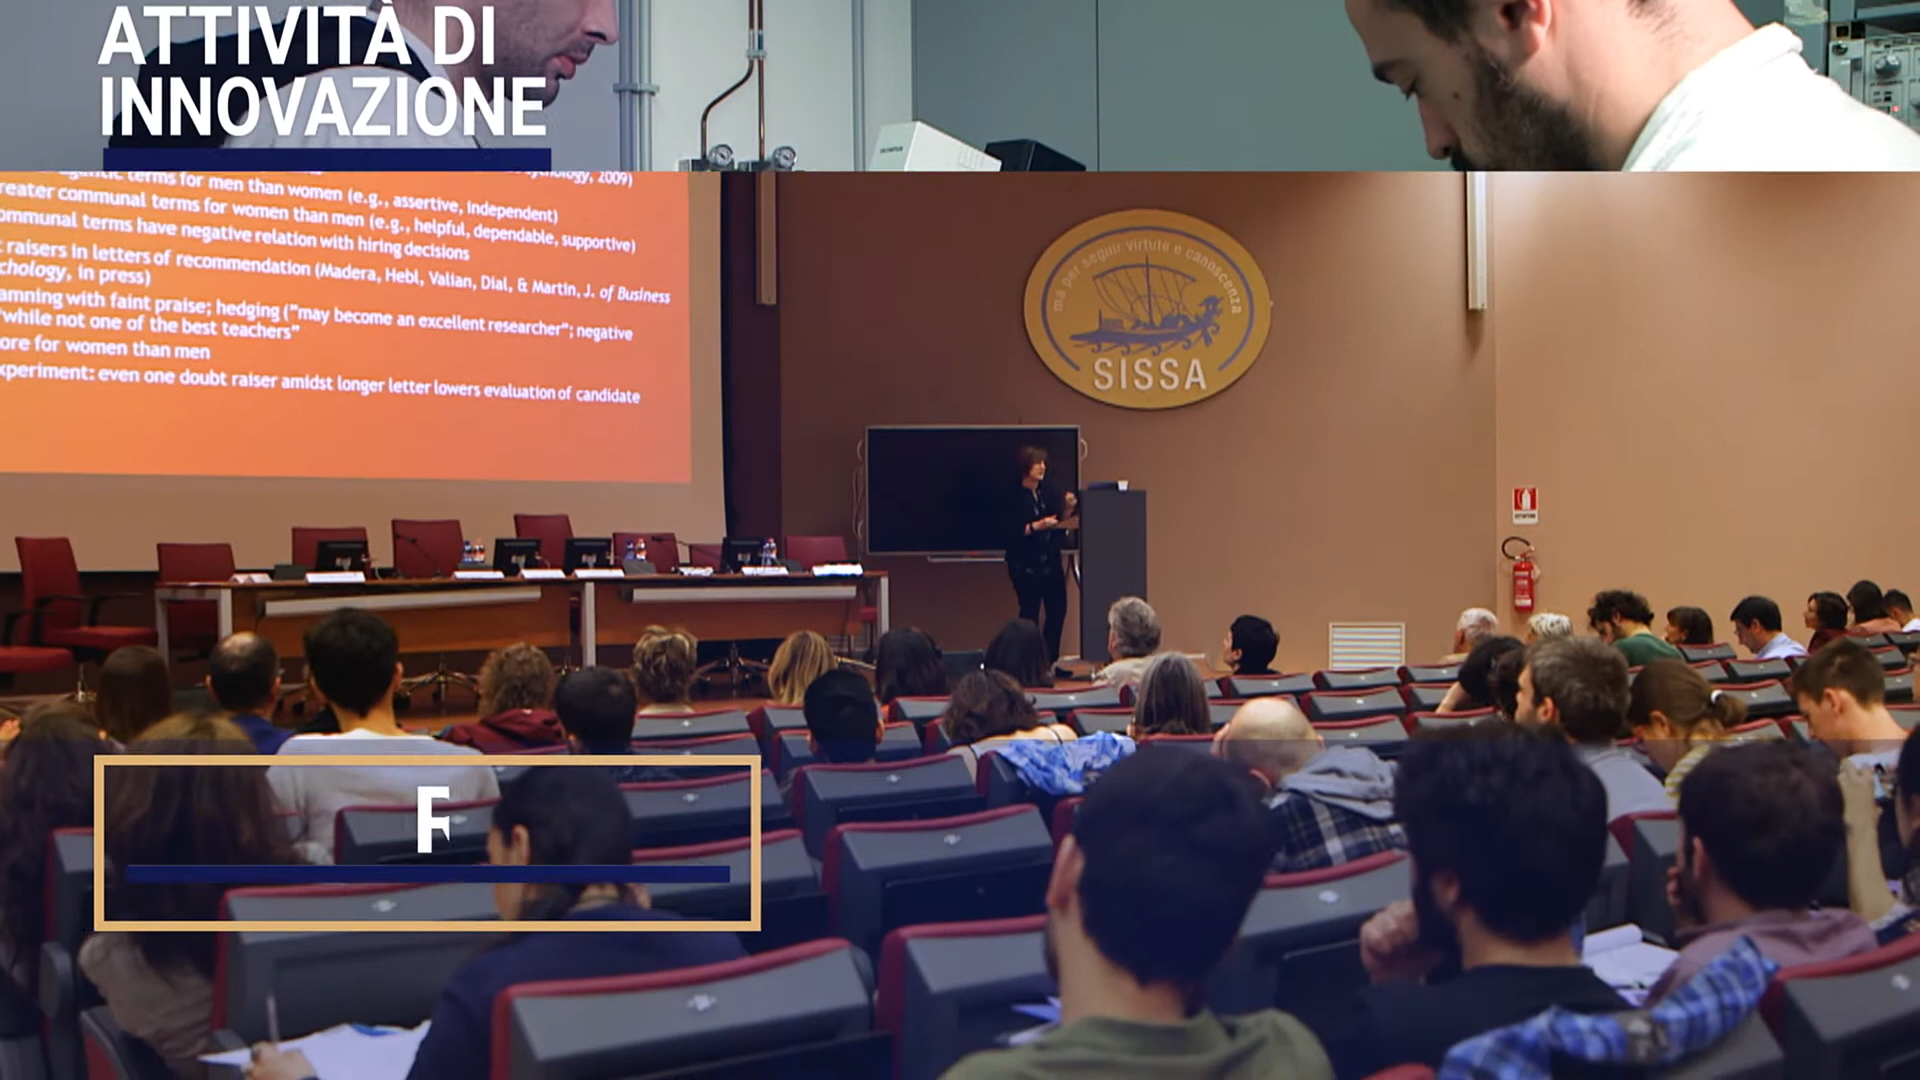 ATTIVITÀ DI
INNOVAZIONE
terms for men than women (e.g., assertive, independent)
reater communal terms for women than men (e.g., helpful, dependable, supportive)
ommunal terms have negative relation with hiring decisions
raisers in letters of recommendation (Madera, Hebl, Valian, Dial, & Martin, J. of Business
chology, in press)
amning with faint praise; hedging ("may become an excellent researcher"; negative
"while not one of the best teachers"
ore for women than men
xperiment: even one doubt raiser amidst longer letter lowers evaluation of candidate
ma per seguir virtute e canoscenza
SISSA